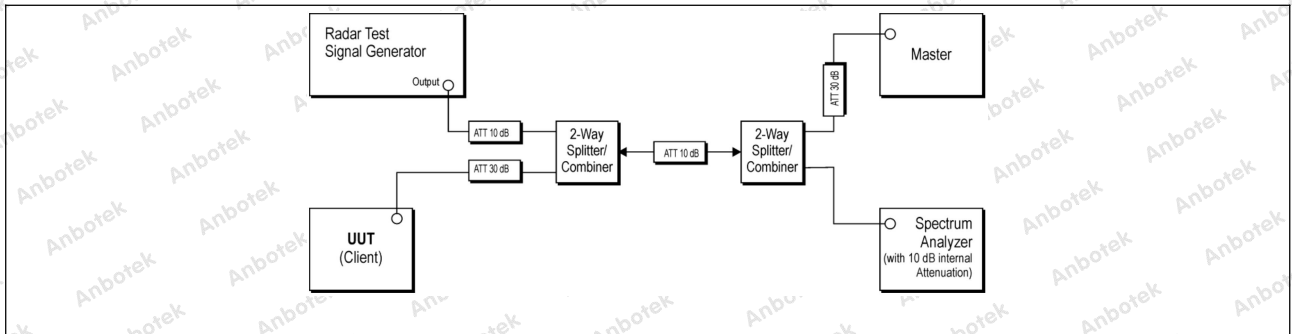 Radar Test
Signal Generator
Output
ATT 10 dB
ATT 30 dB
2-Way
Splitter/
Combiner
ATT 10 dB
2-Way
Splitter/
Combiner
ATT 30 dB
Master
UUT
(Client)
Spectrum
Analyzer
(with 10 dB internal
Attenuation)
Anbotek